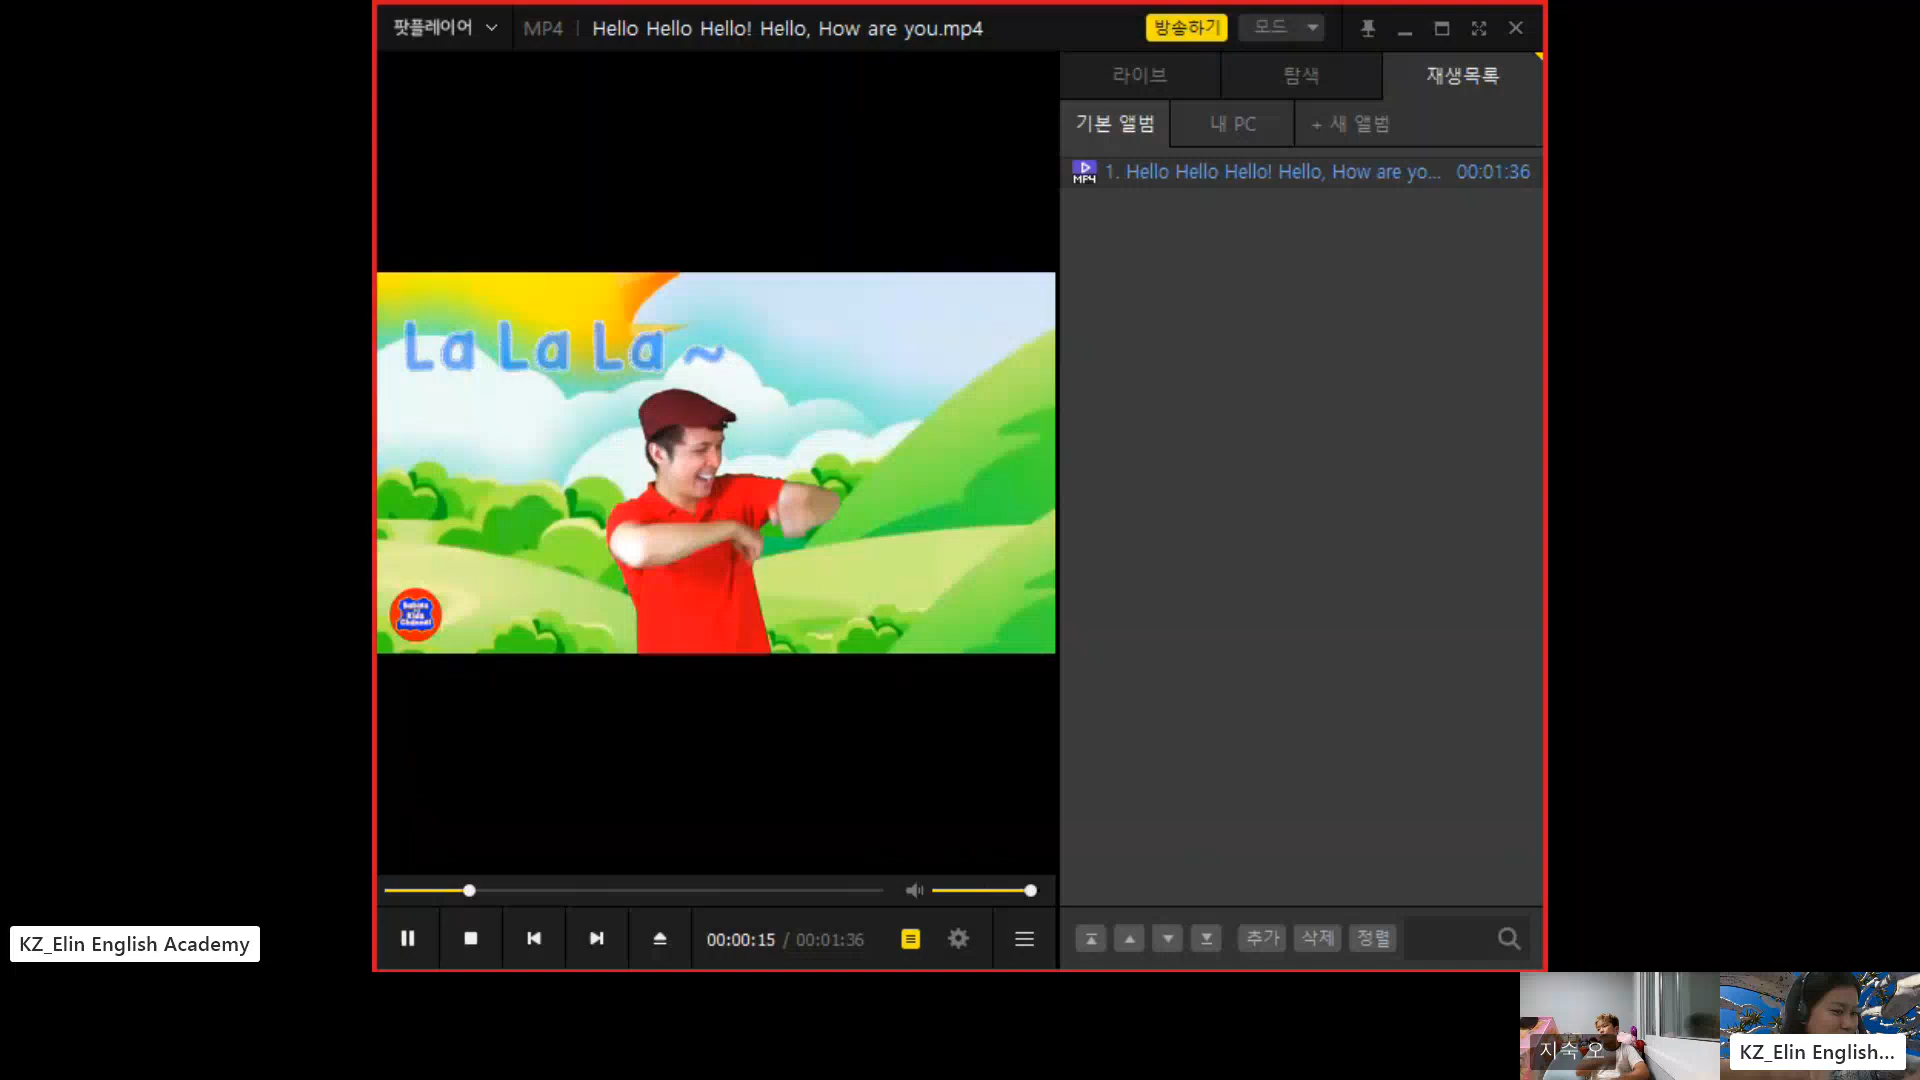 팟플레이어
MP4
Hello Hello Hello! Hello, How are you.mp4
방송하기
모드
라이브
탐색
재생목록
기본 앨범
내 PC
+ 새 앨범
MP4
1. Hello Hello Hello! Hello, How are yo...
00:01:36
La La La ~
Kids
Channel
00:00:15 / 00:01:36
추가
삭제
정렬
KZ_Elin English Academy
지숙 오
KZ_Elin English...